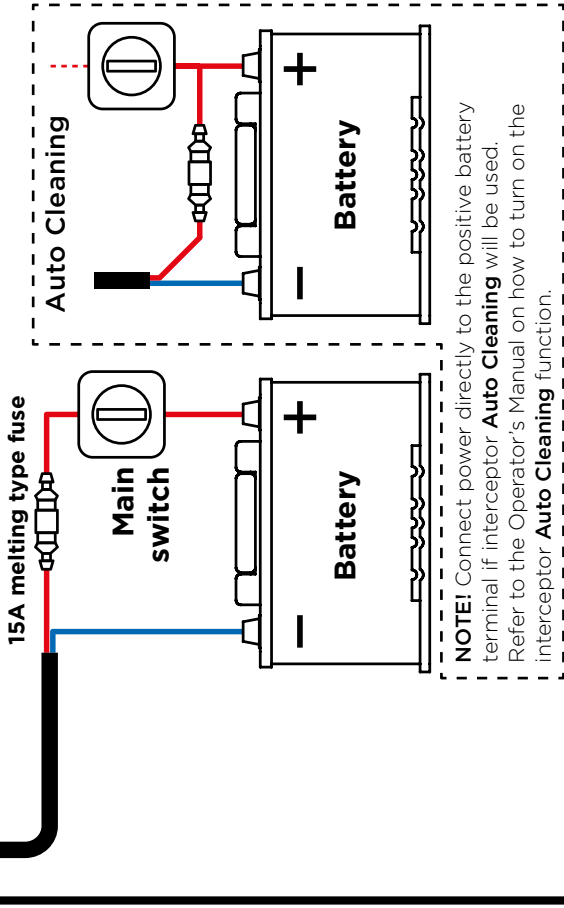 15A melting type fuse
Main
switch
+
−
Battery
Auto Cleaning
+
−
Battery
NOTE! Connect power directly to the positive battery
terminal if interceptor Auto Cleaning will be used.
Refer to the Operator's Manual on how to turn on the
interceptor Auto Cleaning function.